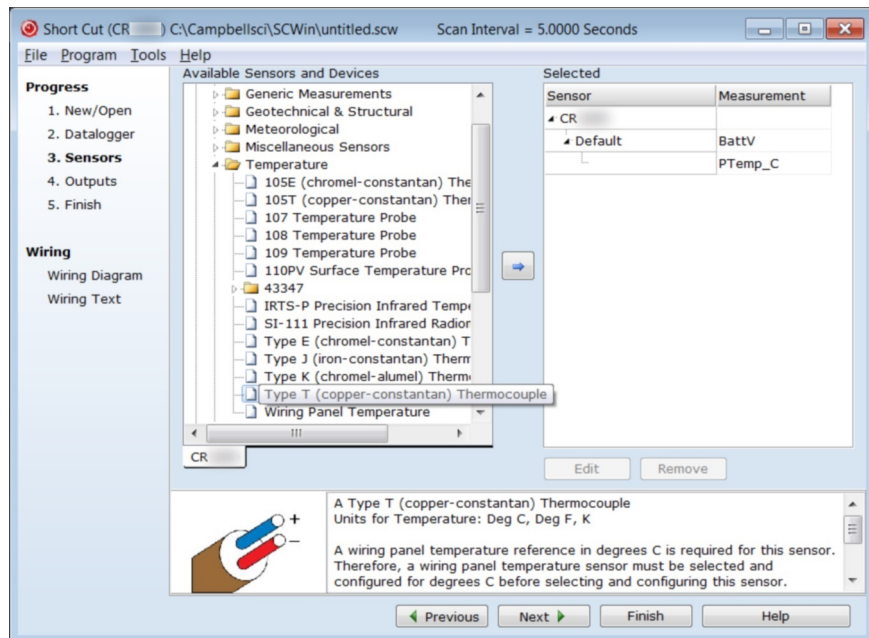 Short Cut (CR ) C:\Campbellsci\SCWin\untitled.scw Scan Interval = 5.0000 Seconds
File Program Tools Help
Progress
1. New/Open
2. Datalogger
3. Sensors
4. Outputs
5. Finish
Wiring
Wiring Diagram
Wiring Text
Available Sensors and Devices
Generic Measurements
Geotechnical & Structural
Meteorological
Miscellaneous Sensors
Temperature
105E (chromel-constantan) The
105T (copper-constantan) Ther
107 Temperature Probe
108 Temperature Probe
109 Temperature Probe
110PV Surface Temperature Pro
43347
IRTS-P Precision Infrared Tempe
SI-111 Precision Infrared Radior
Type E (chromel-constantan) T
Type J (iron-constantan) Therm
Type K (chromel-alumel) Thermo
Type T (copper-constantan) Thermocouple
Wiring Panel Temperature
CR
Selected
Sensor Measurement
CR
Default BattV
PTemp_C
Edit Remove
+
-
A Type T (copper-constantan) Thermocouple
Units for Temperature: Deg C, Deg F, K
A wiring panel temperature reference in degrees C is required for this sensor.
Therefore, a wiring panel temperature sensor must be selected and
configured for degrees C before selecting and configuring this sensor.
Previous Next Finish Help